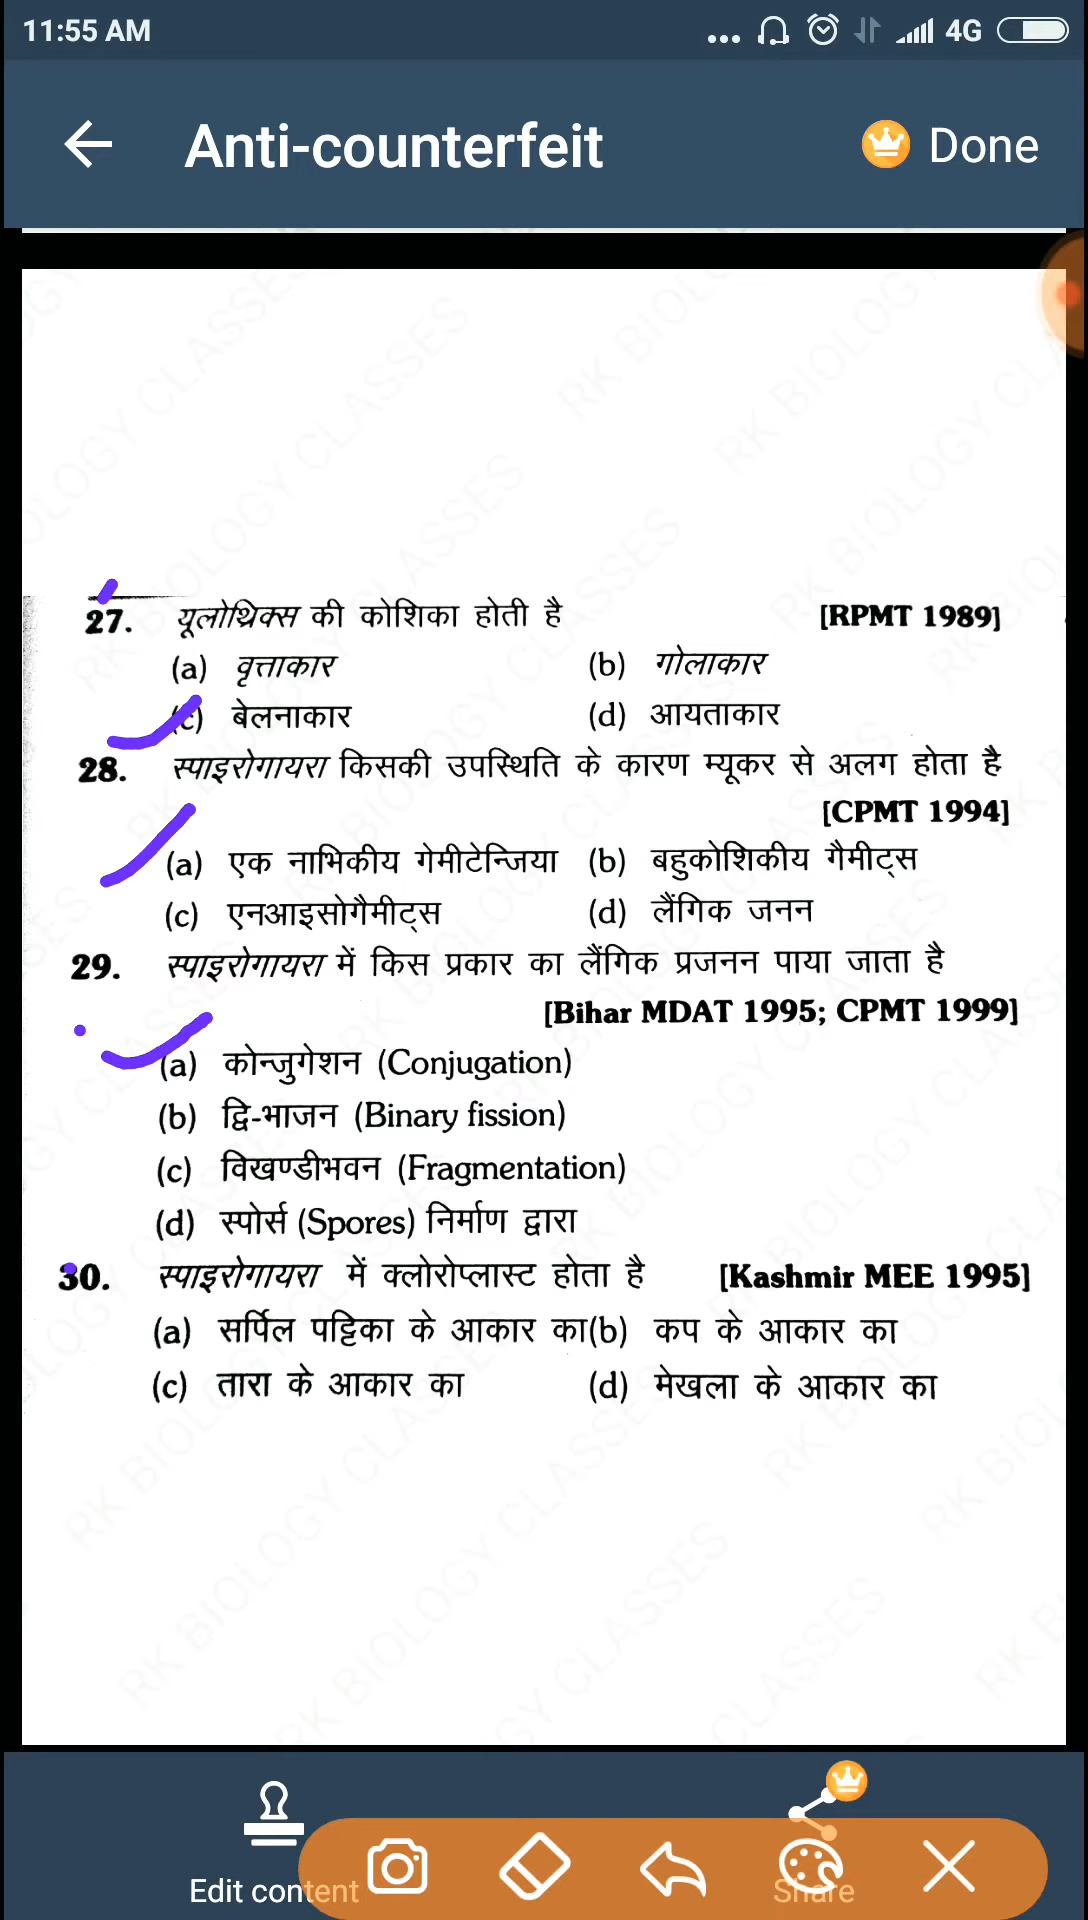 11:55 AM
4G
Anti-counterfeit
Done
27. यूलोथ्रिक्स की कोशिका होती है [RPMT 1989]
(a) वृत्ताकार (b) गोलाकार
(c) बेलनाकार (d) आयताकार
28. स्पाइरोगायरा किसकी उपस्थिति के कारण म्यूकर से अलग होता है
[CPMT 1994]
(a) एक नाभिकीय गेमीटेन्जिया (b) बहुकोशिकीय गैमीट्स
(c) एनआइसोगैमीट्स (d) लैंगिक जनन
29. स्पाइरोगायरा में किस प्रकार का लैंगिक प्रजनन पाया जाता है
[Bihar MDAT 1995; CPMT 1999]
(a) कोन्जुगेशन (Conjugation)
(b) द्वि-भाजन (Binary fission)
(c) विखण्डीभवन (Fragmentation)
(d) स्पोर्स (Spores) निर्माण द्वारा
30. स्पाइरोगायरा में क्लोरोप्लास्ट होता है [Kashmir MEE 1995]
(a) सर्पिल पट्टिका के आकार का (b) कप के आकार का
(c) तारा के आकार का (d) मेखला के आकार का
RK BIOLOGY CLASSES
Edit content
Share